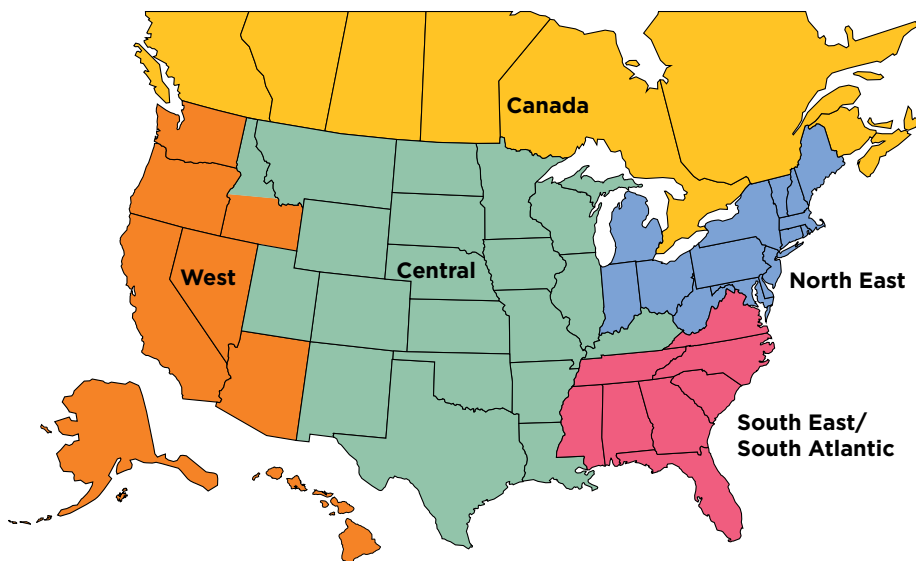 Canada
West
Central
North East
South East/
South Atlantic